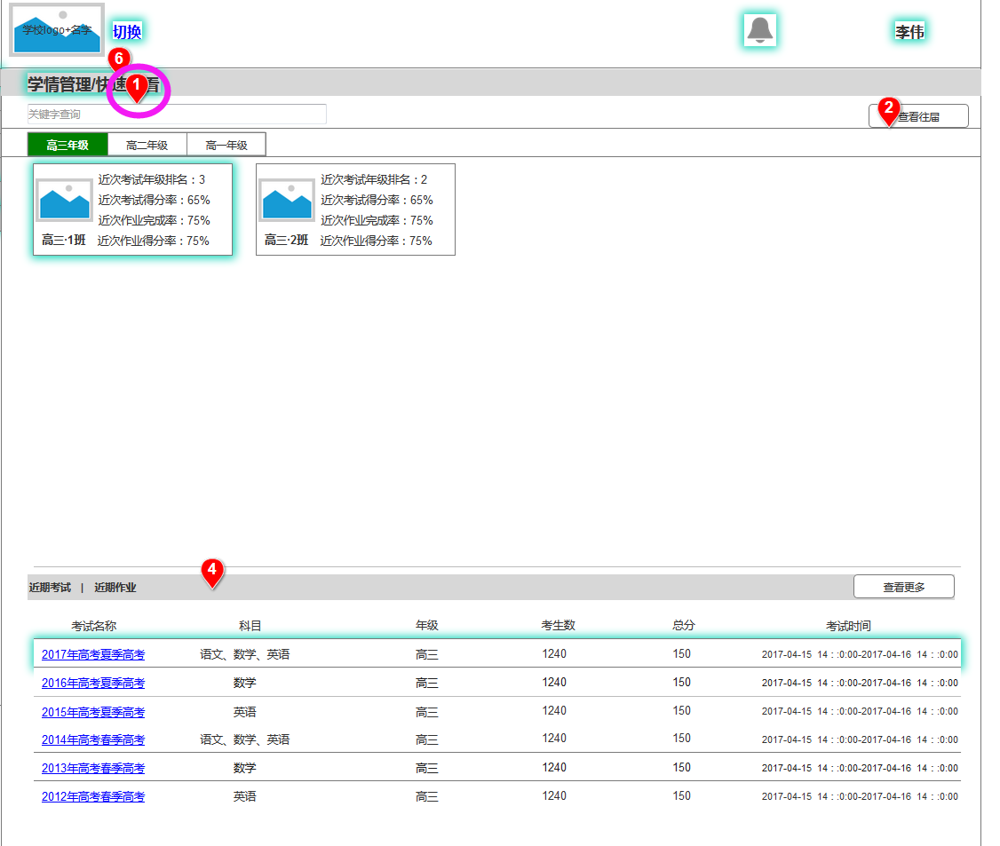 学校logo+名字
切换
李伟
6
学情管理/快速 看
1
关键字查询
2
查看往届
高三年级 高二年级 高一年级
近次考试年级排名：3
近次考试得分率：65%
近次作业完成率：75%
高三·1班 近次作业得分率：75%
近次考试年级排名：2
近次考试得分率：65%
近次作业完成率：75%
高三·2班 近次作业得分率：75%
4
近期考试 | 近期作业
查看更多
考试名称 科目 年级 考生数 总分 考试时间
2017年高考夏季高考 语文、数学、英语 高三 1240 150 2017-04-15 14：:0:00-2017-04-16 14：:0:00
2016年高考夏季高考 数学 高三 1240 150 2017-04-15 14：:0:00-2017-04-16 14：:0:00
2015年高考夏季高考 英语 高三 1240 150 2017-04-15 14：:0:00-2017-04-16 14：:0:00
2014年高考春季高考 语文、数学、英语 高三 1240 150 2017-04-15 14：:0:00-2017-04-16 14：:0:00
2013年高考春季高考 数学 高三 1240 150 2017-04-15 14：:0:00-2017-04-16 14：:0:00
2012年高考春季高考 英语 高三 1240 150 2017-04-15 14：:0:00-2017-04-16 14：:0:00